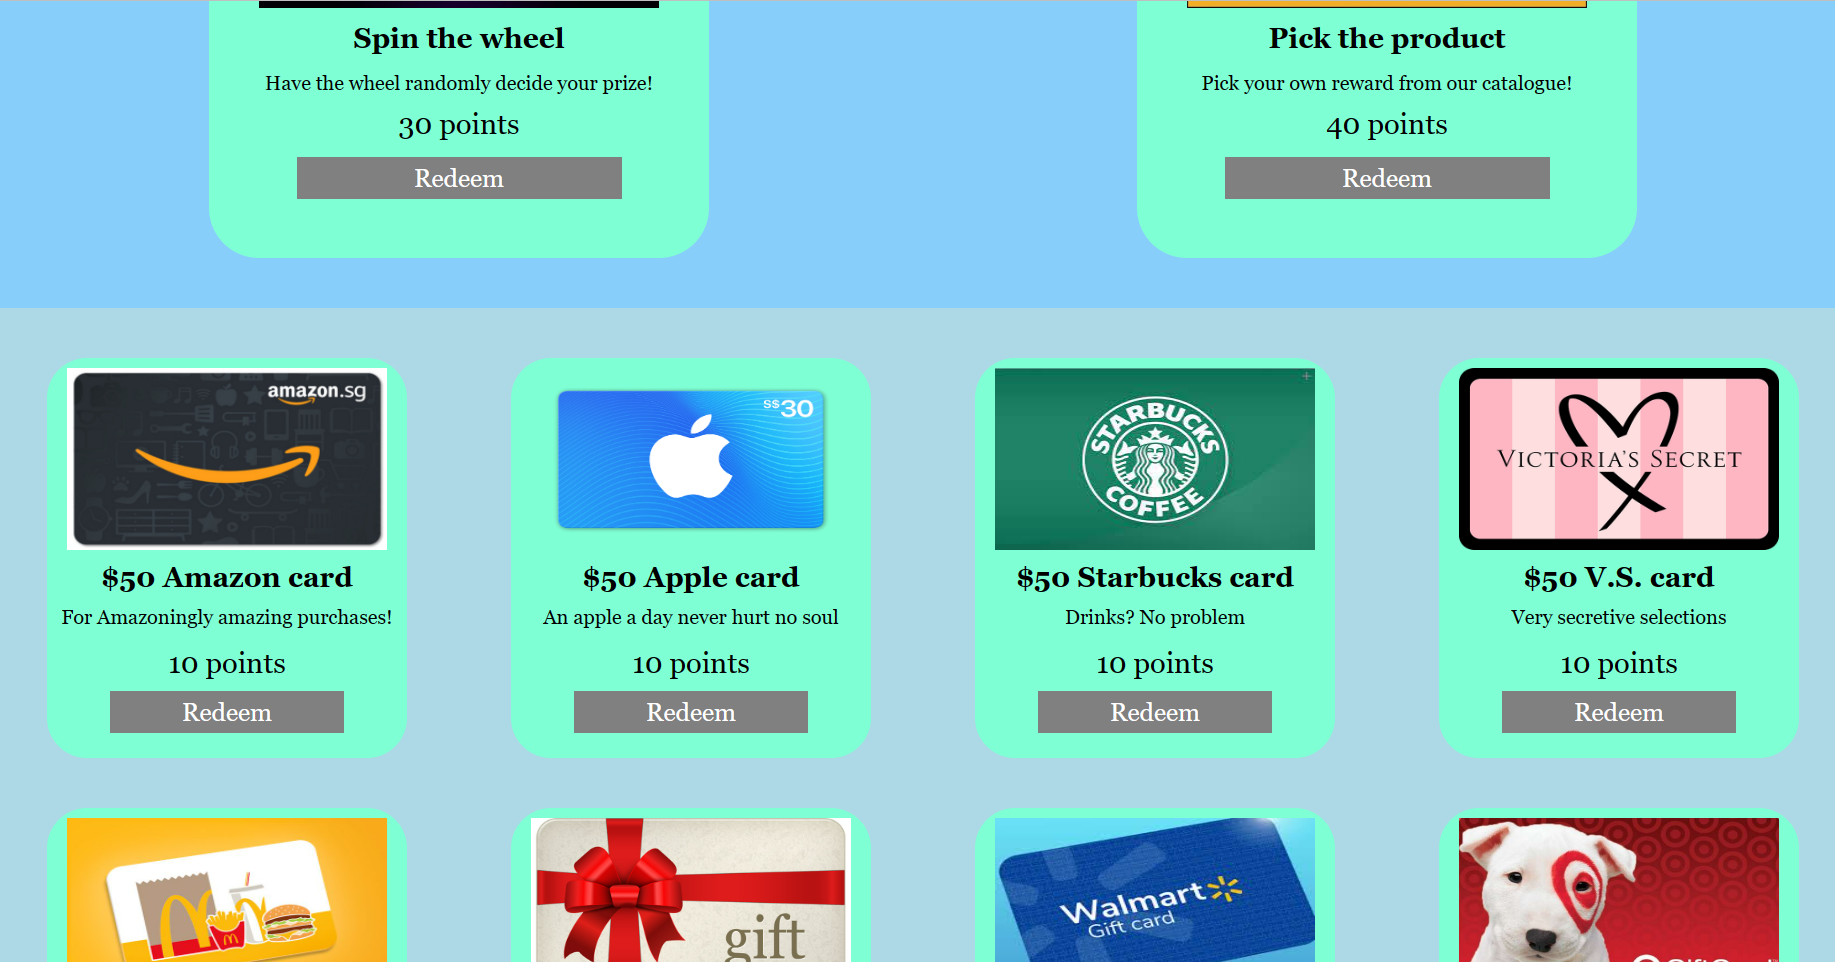 Spin the wheel
Have the wheel randomly decide your prize!
30 points
Redeem
Pick the product
Pick your own reward from our catalogue!
40 points
Redeem
amazon.sg
$50 Amazon card
For Amazoningly amazing purchases!
10 points
Redeem
S$30
$50 Apple card
An apple a day never hurt no soul
10 points
Redeem
STARBUCKS
COFFEE
$50 Starbucks card
Drinks? No problem
10 points
Redeem
VICTORIA'S SECRET
$50 V.S. card
Very secretive selections
10 points
Redeem
gift
Walmart
Gift card
GiftCard